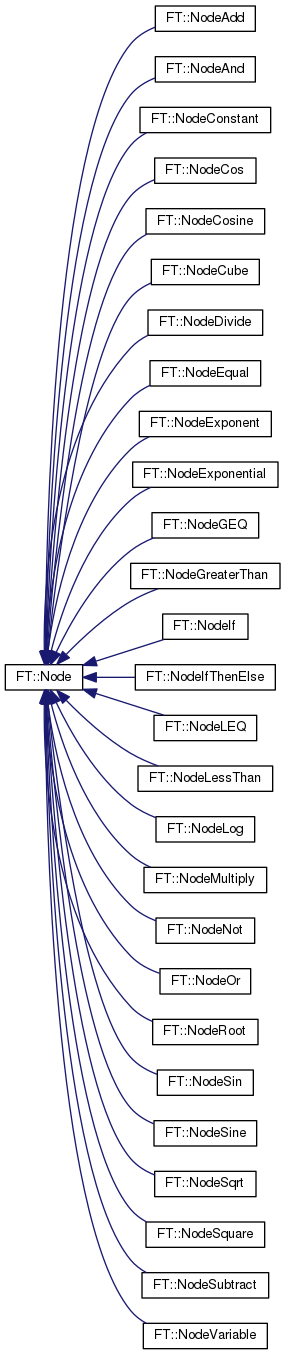 FT::NodeAdd
FT::NodeAnd
FT::NodeConstant
FT::NodeCos
FT::NodeCosine
FT::NodeCube
FT::NodeDivide
FT::NodeEqual
FT::NodeExponent
FT::NodeExponential
FT::NodeGEQ
FT::NodeGreaterThan
FT::NodeIf
FT::Node
FT::NodeIfThenElse
FT::NodeLEQ
FT::NodeLessThan
FT::NodeLog
FT::NodeMultiply
FT::NodeNot
FT::NodeOr
FT::NodeRoot
FT::NodeSin
FT::NodeSine
FT::NodeSqrt
FT::NodeSquare
FT::NodeSubtract
FT::NodeVariable